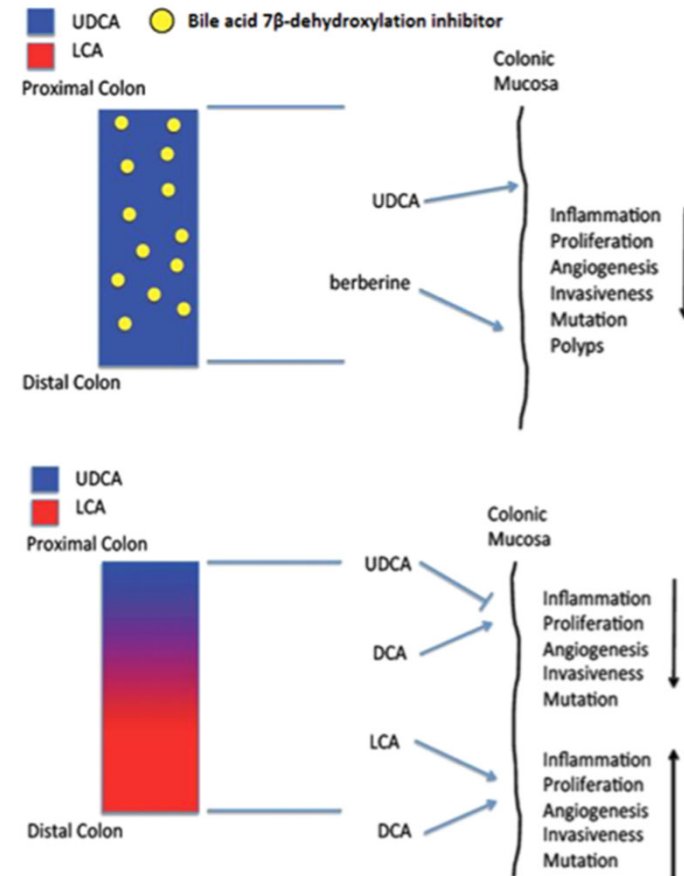 UDCA
Bile acid 7β-dehydroxylation inhibitor
LCA
Proximal Colon
Colonic
Mucosa
UDCA
berberine
Inflammation
Proliferation
Angiogenesis
Invasiveness
Mutation
Polyps
Distal Colon
UDCA
LCA
Proximal Colon
Colonic
Mucosa
UDCA
DCA
Inflammation
Proliferation
Angiogenesis
Invasiveness
Mutation
LCA
DCA
Inflammation
Proliferation
Angiogenesis
Invasiveness
Mutation
Distal Colon